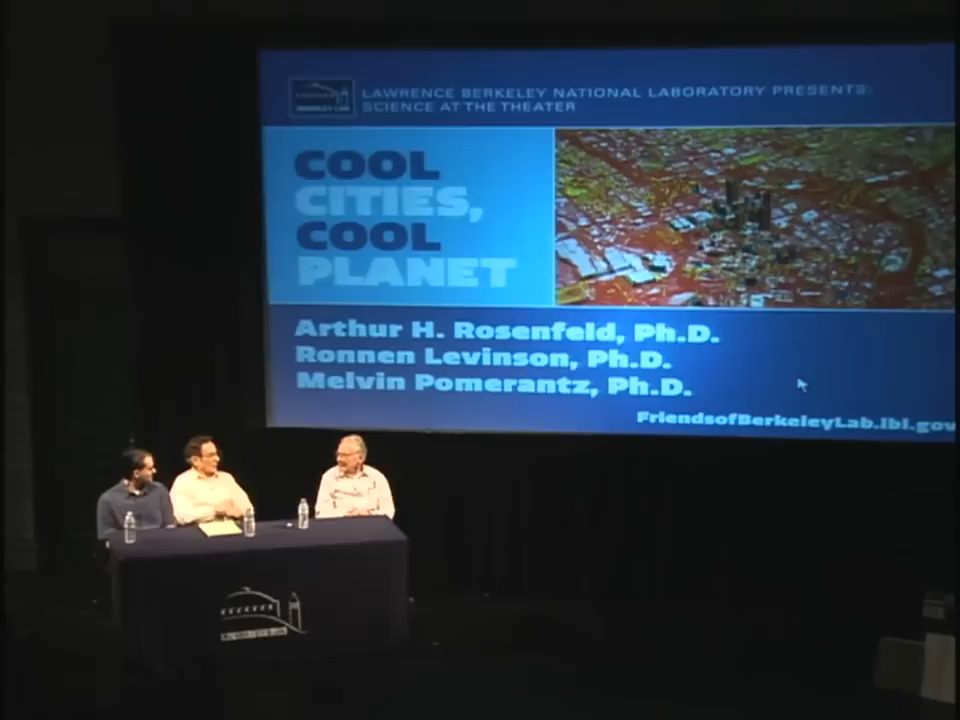 LAWRENCE BERKELEY NATIONAL LABORATORY PRESENTS:
SCIENCE AT THE THEATER
COOL
CITIES,
COOL
PLANET
Arthur H. Rosenfeld, Ph.D.
Ronnen Levinson, Ph.D.
Melvin Pomerantz, Ph.D.
FriendsofBerkeleyLab.lbl.gov